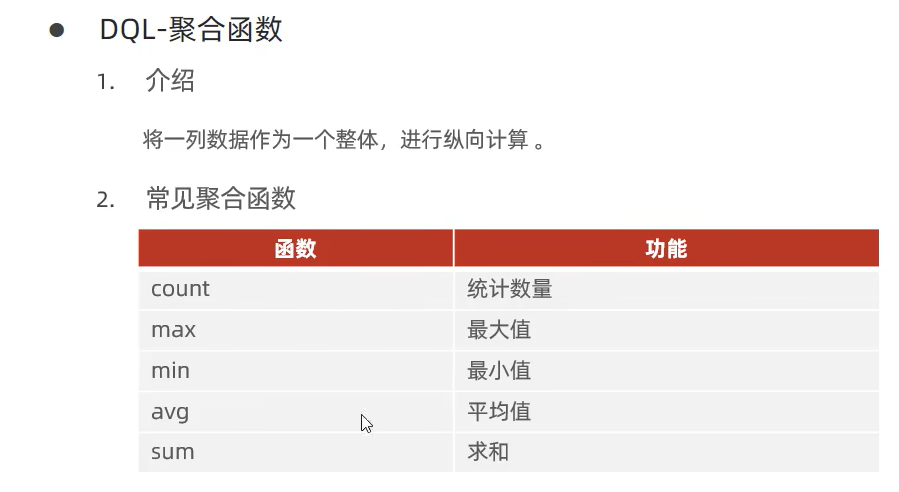 ● DQL-聚合函数
1. 介绍
将一列数据作为一个整体，进行纵向计算 。
2. 常见聚合函数
函数 功能
count 统计数量
max 最大值
min 最小值
avg 平均值
sum 求和